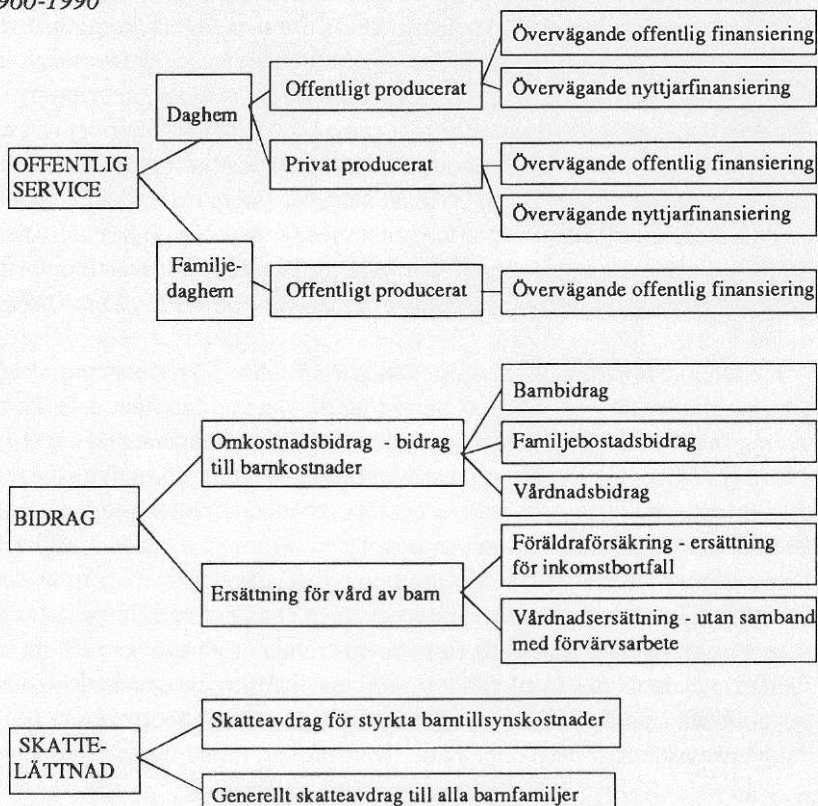 1960-1990
Övervägande offentlig finansiering
Offentligt producerat
Övervägande nyttjarfinansiering
Daghem
Privat producerat
Övervägande offentlig finansiering
OFFENTLIG
SERVICE
Övervägande nyttjarfinansiering
Familje-
daghem
Offentligt producerat
Övervägande offentlig finansiering
Barnbidrag
Omkostnadsbidrag - bidrag
till barnkostnader
Familjebostadsbidrag
Vårdnadsbidrag
BIDRAG
Föräldraförsäkring - ersättning
för inkomstbortfall
Ersättning för vård av barn
Vårdnadsersättning - utan samband
med förvärvsarbete
Skatteavdrag för styrkta barntillsynskostnader
SKATTE-
LÄTTNAD
Generellt skatteavdrag till alla barnfamiljer